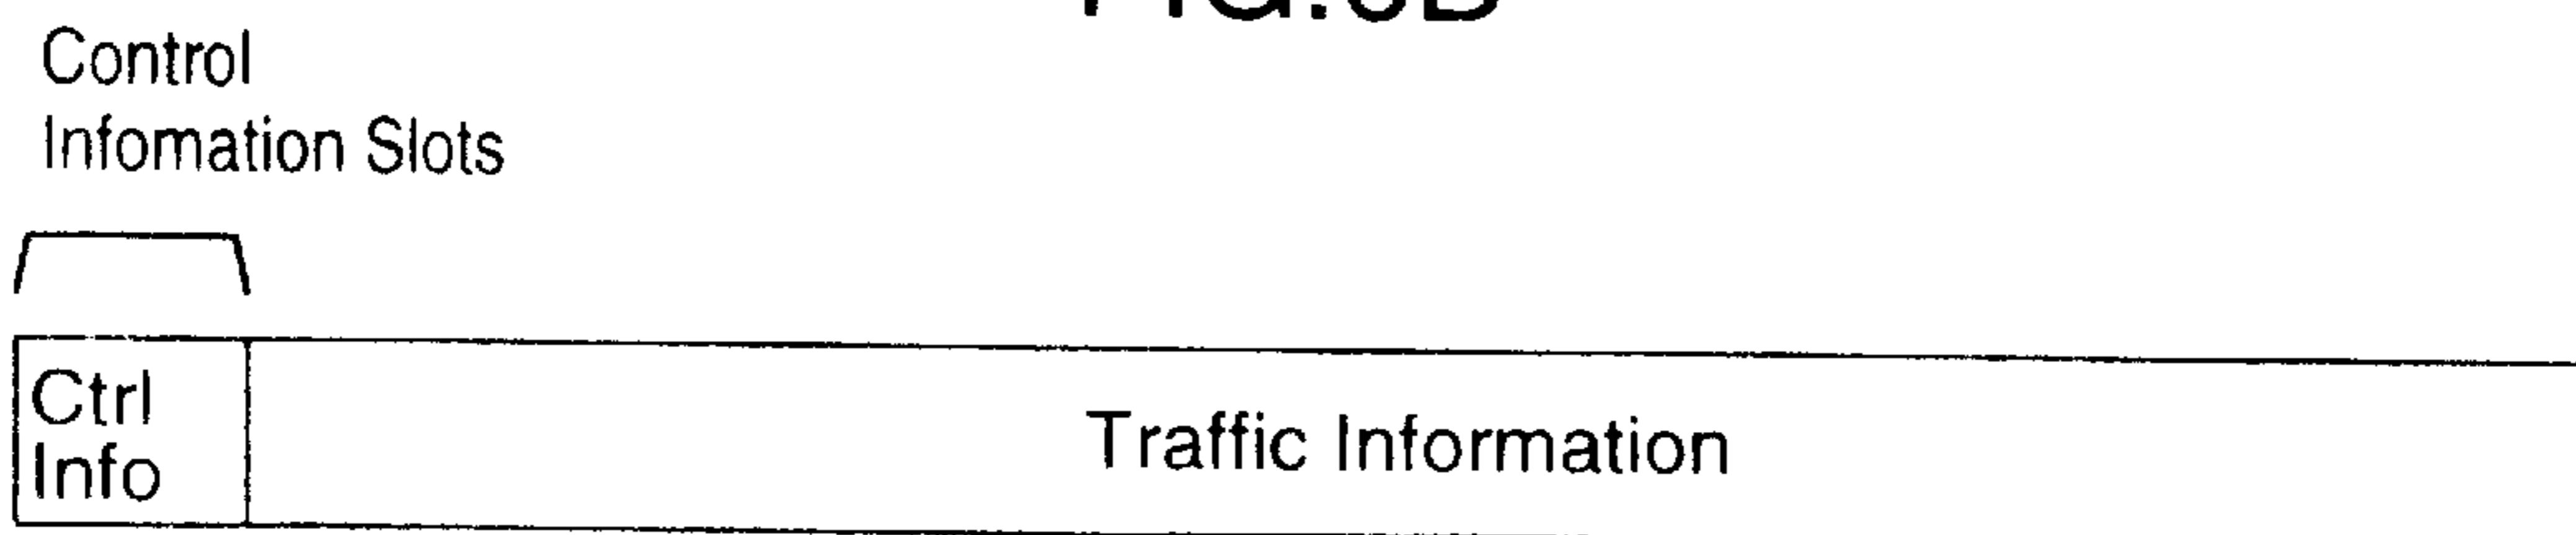 Control
Infomation Slots
Ctrl
Info
Traffic Information